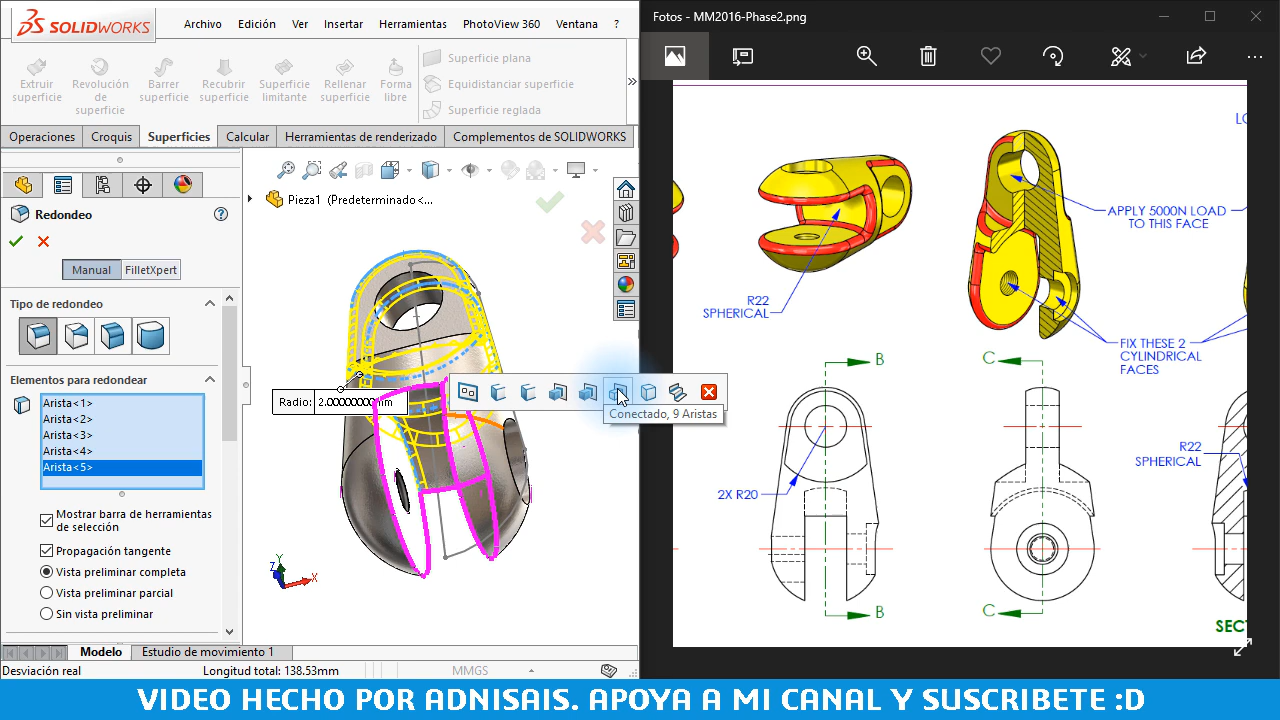 SOLIDWORKS
Archivo Edición Ver Insertar Herramientas PhotoView 360 Ventana ?
Fotos - MM2016-Phase2.png
Extruir superficie
Revolución de superficie
Barrer superficie
Recubrir superficie
Superficie limitante
Rellenar superficie
Forma libre
Superficie plana
Equidistanciar superficie
Superficie reglada
Operaciones Croquis Superficies Calcular Herramientas de renderizado Complementos de SOLIDWORKS
Redondeo
Manual FilletXpert
Tipo de redondeo
Elementos para redondear
Arista<1>
Arista<2>
Arista<3>
Arista<4>
Arista<5>
Mostrar barra de herramientas
de selección
Propagación tangente
Vista preliminar completa
Vista preliminar parcial
Sin vista preliminar
Pieza1 (Predeterminado <...
Radio: 2.00000000mm
Conectado, 9 Aristas
Y
Z
X
Modelo Estudio de movimiento 1
Desviación real Longitud total: 138.53mm MMGS
LO
APPLY 5000N LOAD
TO THIS FACE
R22
SPHERICAL
FIX THESE 2
CYLINDRICAL
FACES
B
C
R22
SPHERICAL
2X R20
B
C
SECT
VIDEO HECHO POR ADNISAIS. APOYA A MI CANAL Y SUSCRIBETE :D